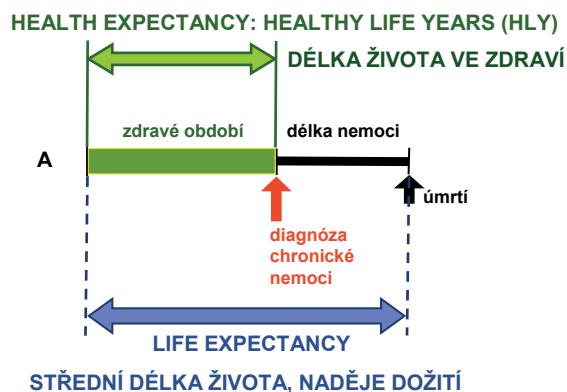 HEALTH EXPECTANCY: HEALTHY LIFE YEARS (HLY)
DÉLKA ŽIVOTA VE ZDRAVÍ
zdravé období
délka nemoci
A
úmrtí
diagnóza
chronické
nemoci
LIFE EXPECTANCY
STŘEDNÍ DÉLKA ŽIVOTA, NADĚJE DOŽITÍ